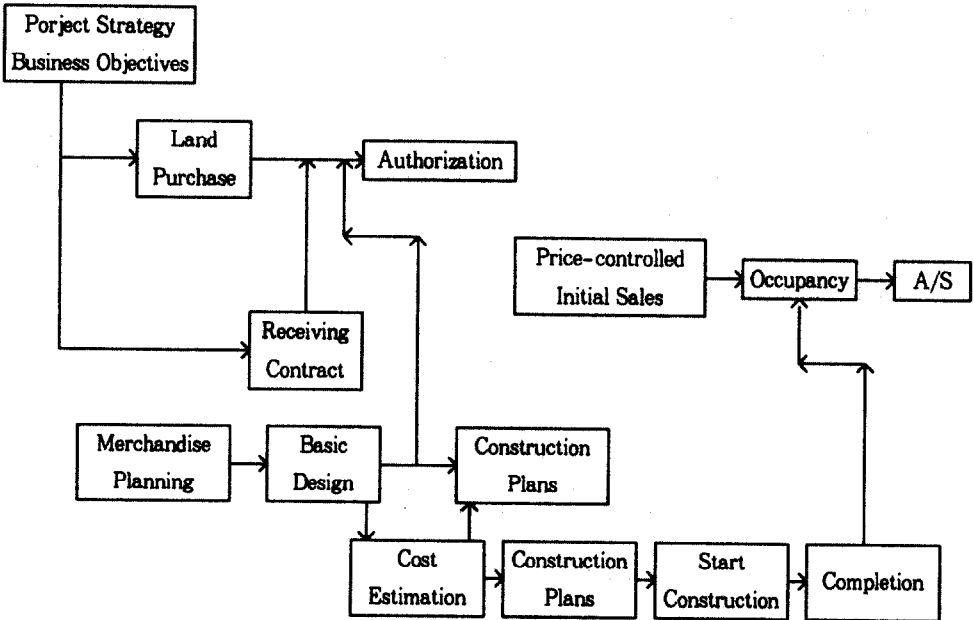 Porject Strategy
Business Objectives
Land
Purchase
Authorization
Price-controlled
Initial Sales
Occupancy
A/S
Receiving
Contract
Merchandise
Planning
Basic
Design
Construction
Plans
Cost
Estimation
Construction
Plans
Start
Construction
Completion